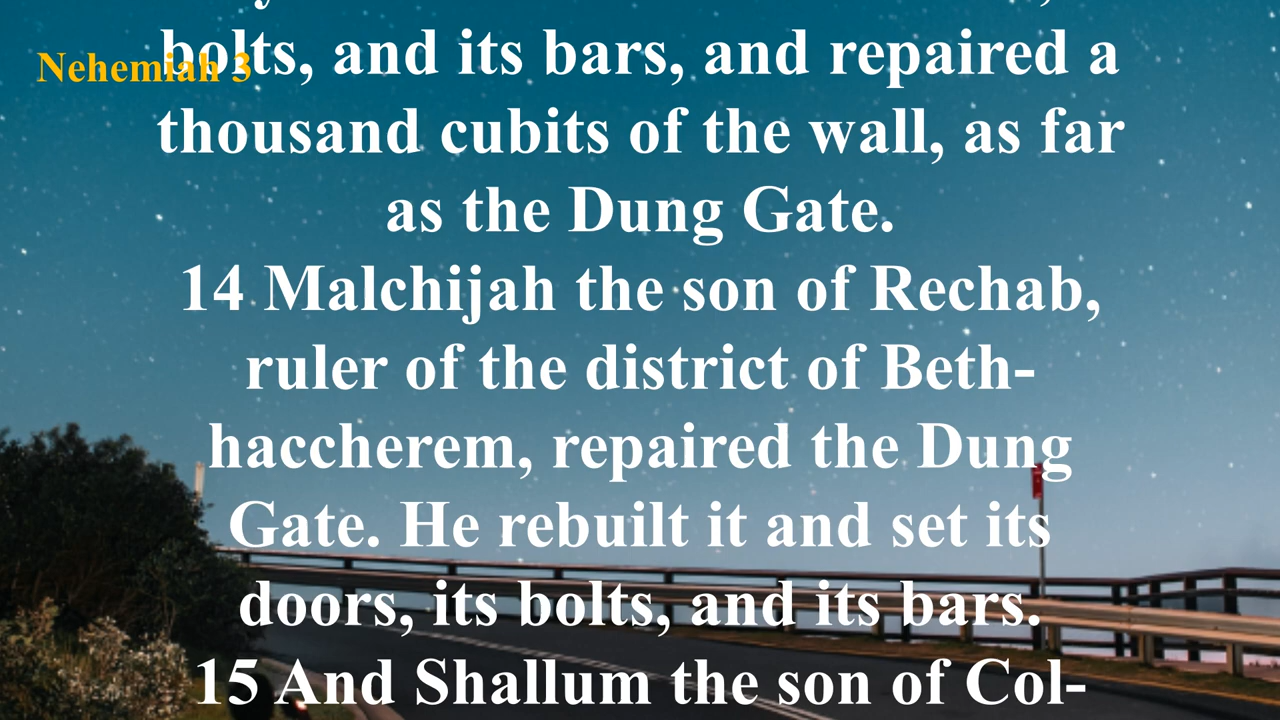 Nehemiah 3
bolts, and its bars, and repaired a
thousand cubits of the wall, as far
as the Dung Gate.
14 Malchijah the son of Rechab,
ruler of the district of Beth-
haccherem, repaired the Dung
Gate. He rebuilt it and set its
doors, its bolts, and its bars.
15 And Shallum the son of Col-